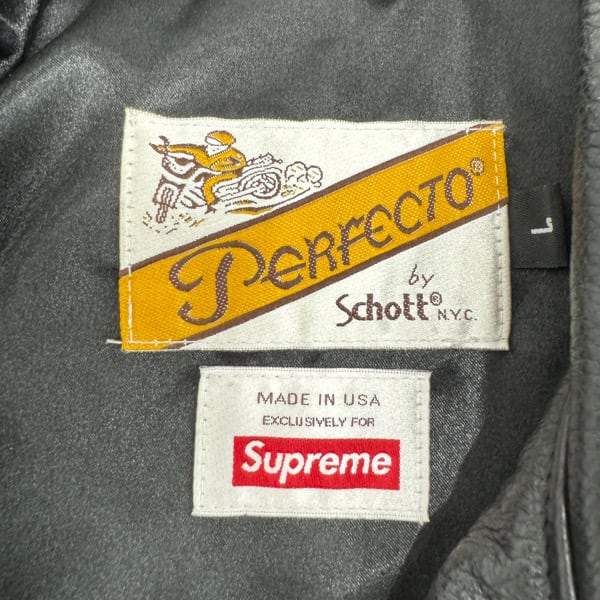 PERFECTO®
by
Schott® N.Y.C.
L
MADE IN USA
EXCLUSIVELY FOR
Supreme